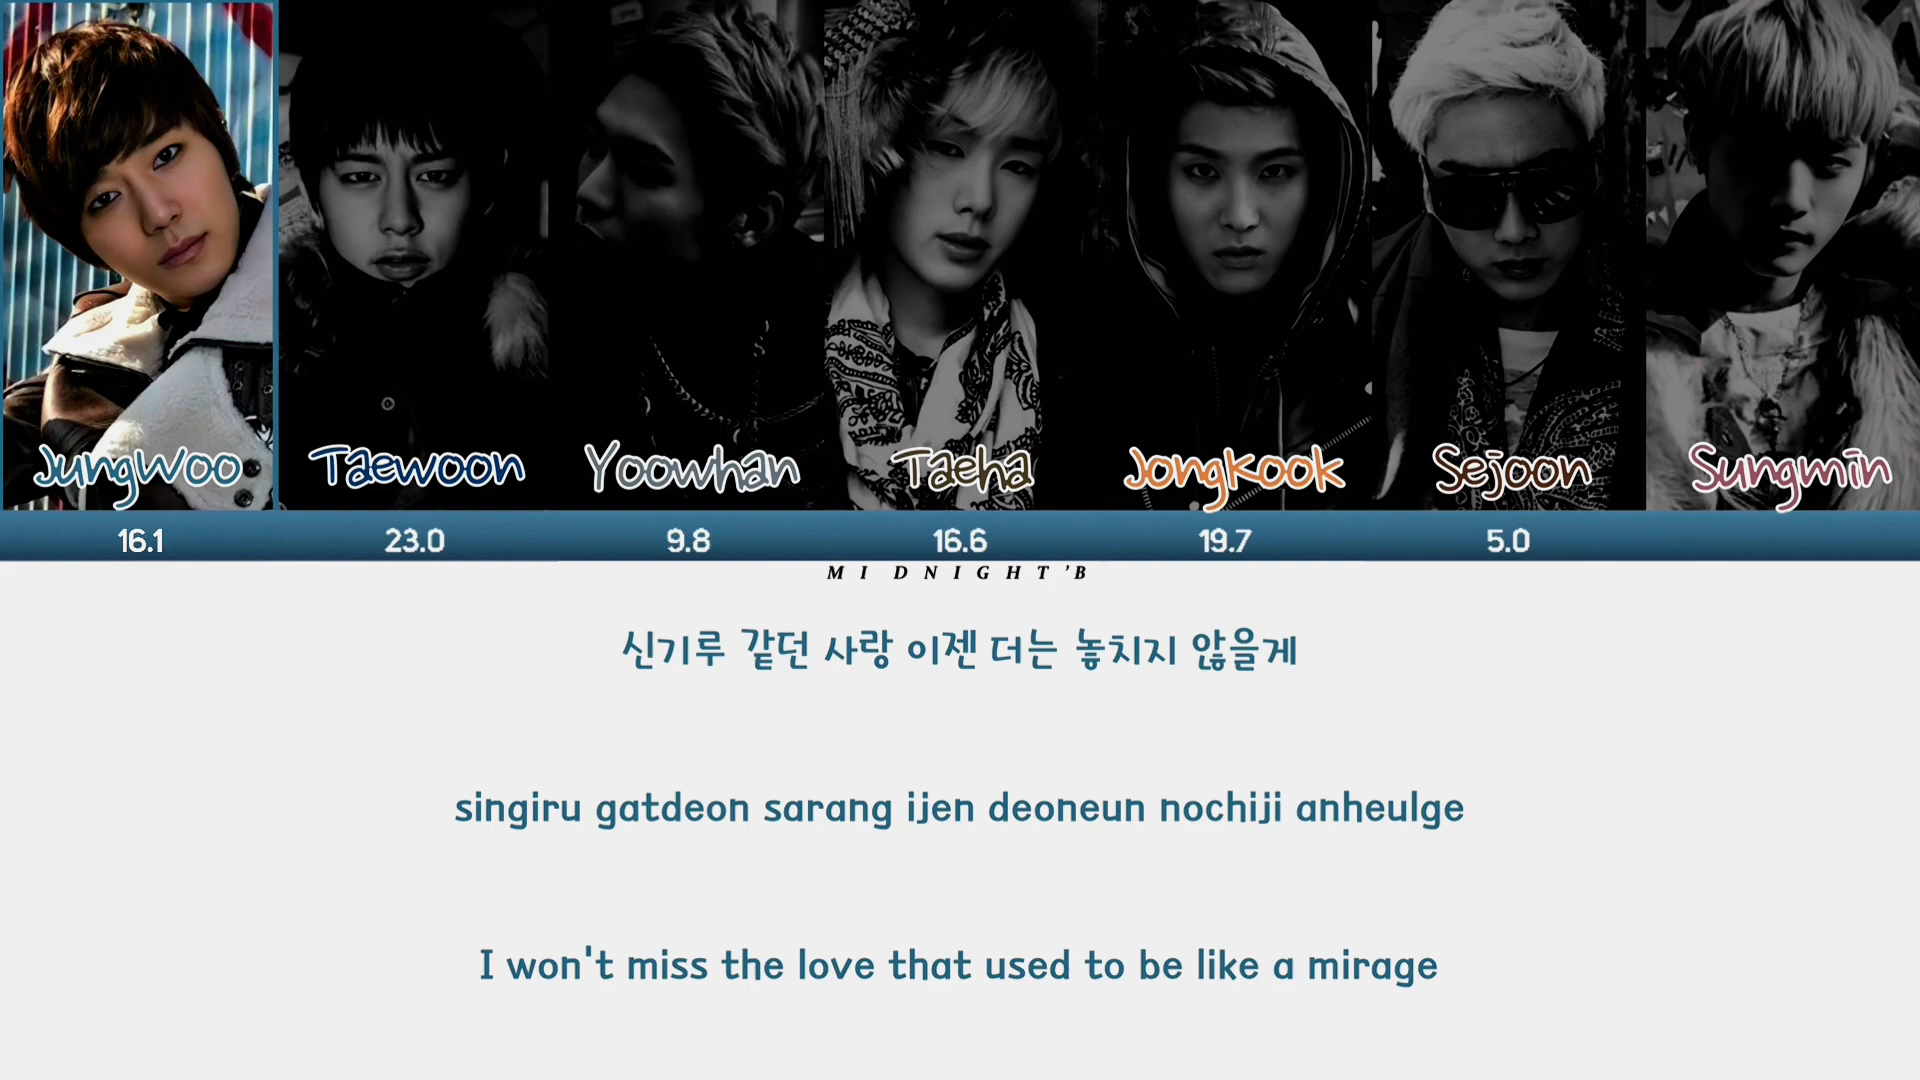 JungWoo Taewoon Yoowhan Taeha JongKook Sejoon Sungmin
16.1 23.0 9.8 16.6 19.7 5.0
MIDNIGHT'B
신기루 같던 사랑 이젠 더는 놓치지 않을게
singiru gatdeon sarang ijen deoneun nochiji anheulge
I won't miss the love that used to be like a mirage